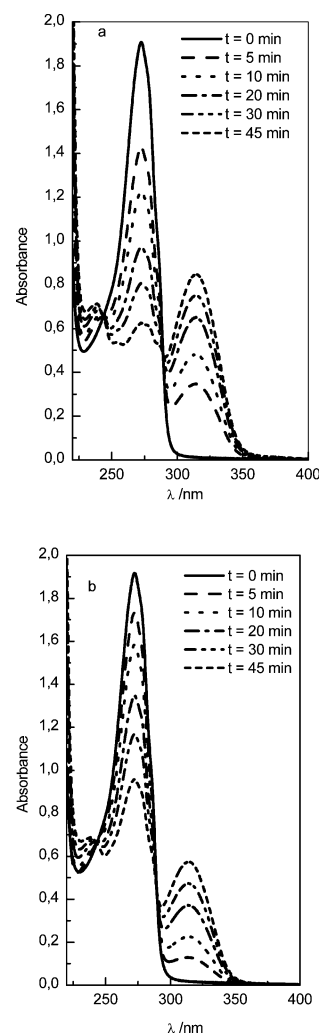 a
t = 0 min
t = 5 min
t = 10 min
t = 20 min
t = 30 min
t = 45 min
2,0
1,8
1,6
1,4
1,2
1,0
0,8
0,6
0,4
0,2
0,0
Absorbance
250 300 350 400
λ /nm
b
t = 0 min
t = 5 min
t = 10 min
t = 20 min
t = 30 min
t = 45 min
2,0
1,8
1,6
1,4
1,2
1,0
0,8
0,6
0,4
0,2
0,0
Absorbance
250 300 350 400
λ /nm